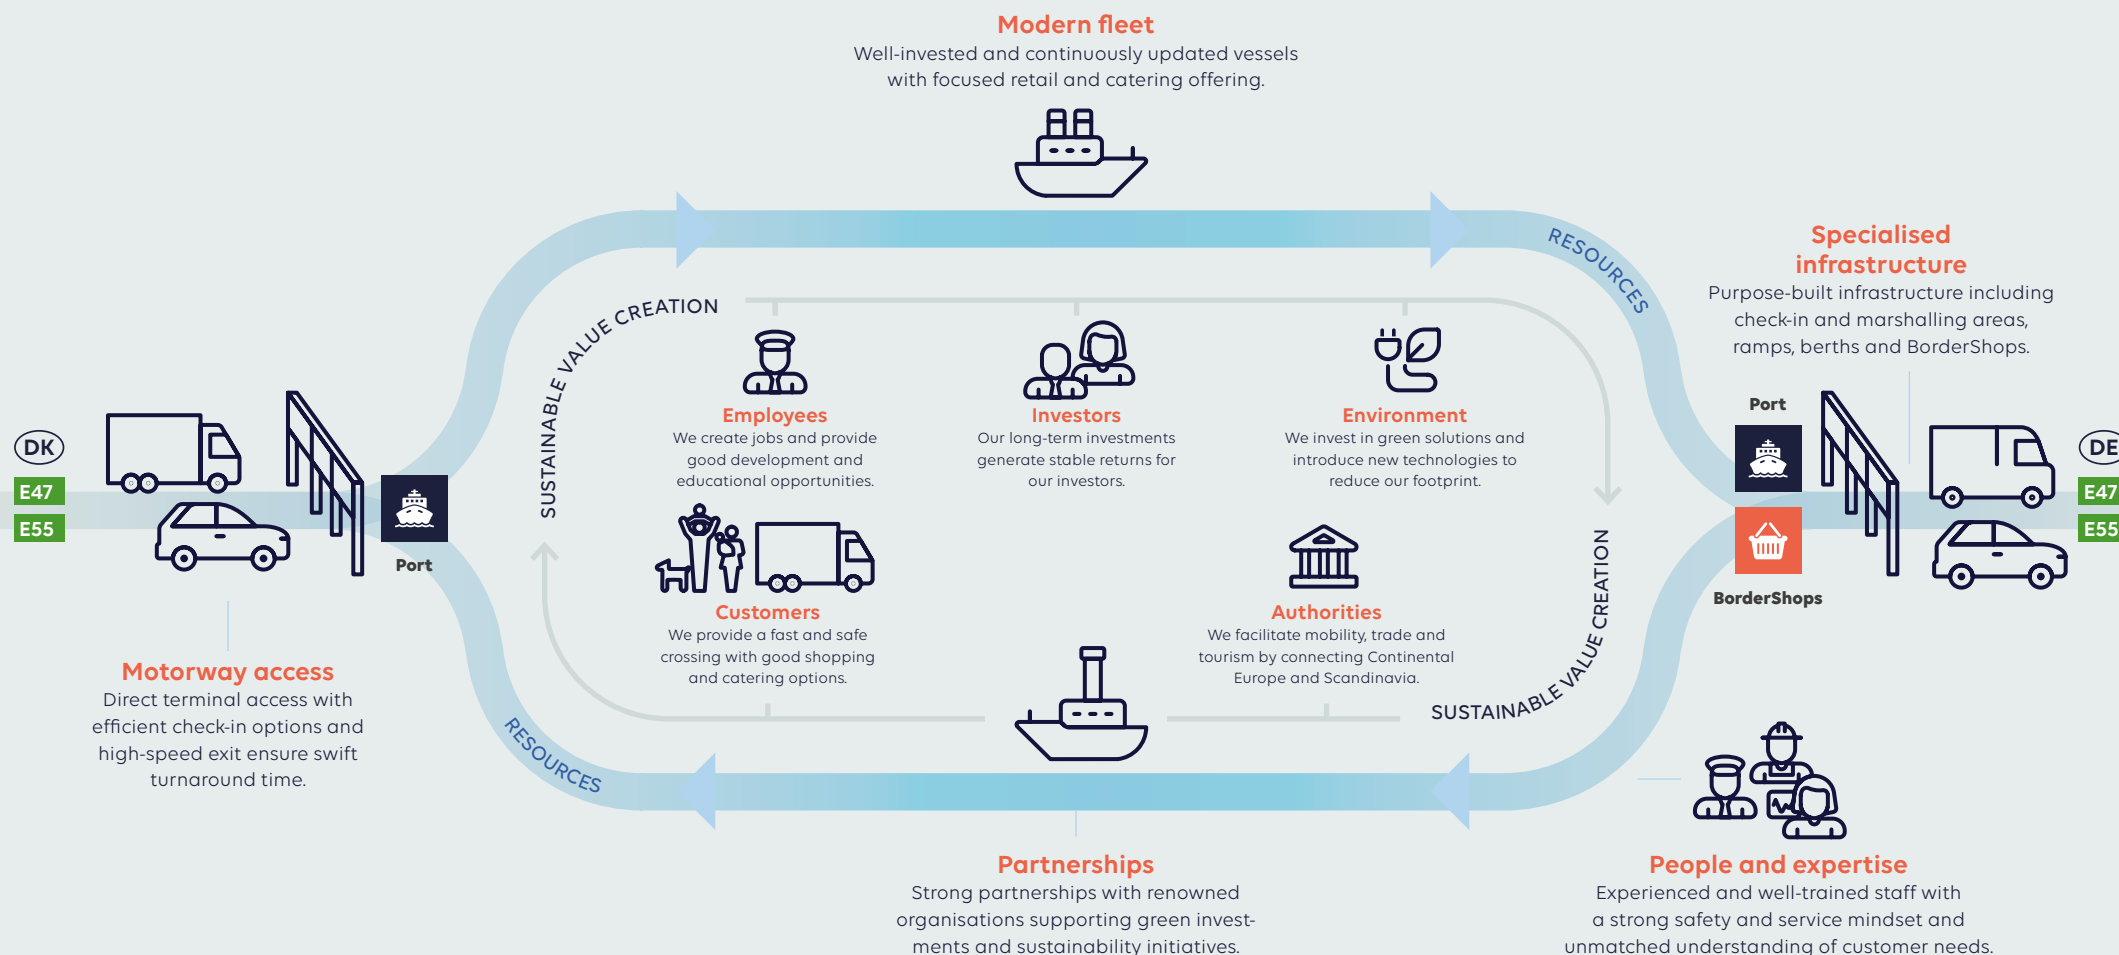 Modern fleet
Well-invested and continuously updated vessels
with focused retail and catering offering.
RESOURCES
Specialised
infrastructure
Purpose-built infrastructure including
check-in and marshalling areas,
ramps, berths and BorderShops.
SUSTAINABLE VALUE CREATION
Employees
We create jobs and provide
good development and
educational opportunities.
Investors
Our long-term investments
generate stable returns for
our investors.
Environment
We invest in green solutions and
introduce new technologies to
reduce our footprint.
DK
E47
E55
Port
Port
BorderShops
DE
E47
E55
Customers
We provide a fast and safe
crossing with good shopping
and catering options.
Authorities
We facilitate mobility, trade and
tourism by connecting Continental
Europe and Scandinavia.
SUSTAINABLE VALUE CREATION
Motorway access
Direct terminal access with
efficient check-in options and
high-speed exit ensure swift
turnaround time.
RESOURCES
Partnerships
Strong partnerships with renowned
organisations supporting green invest-
ments and sustainability initiatives.
People and expertise
Experienced and well-trained staff with
a strong safety and service mindset and
unmatched understanding of customer needs.